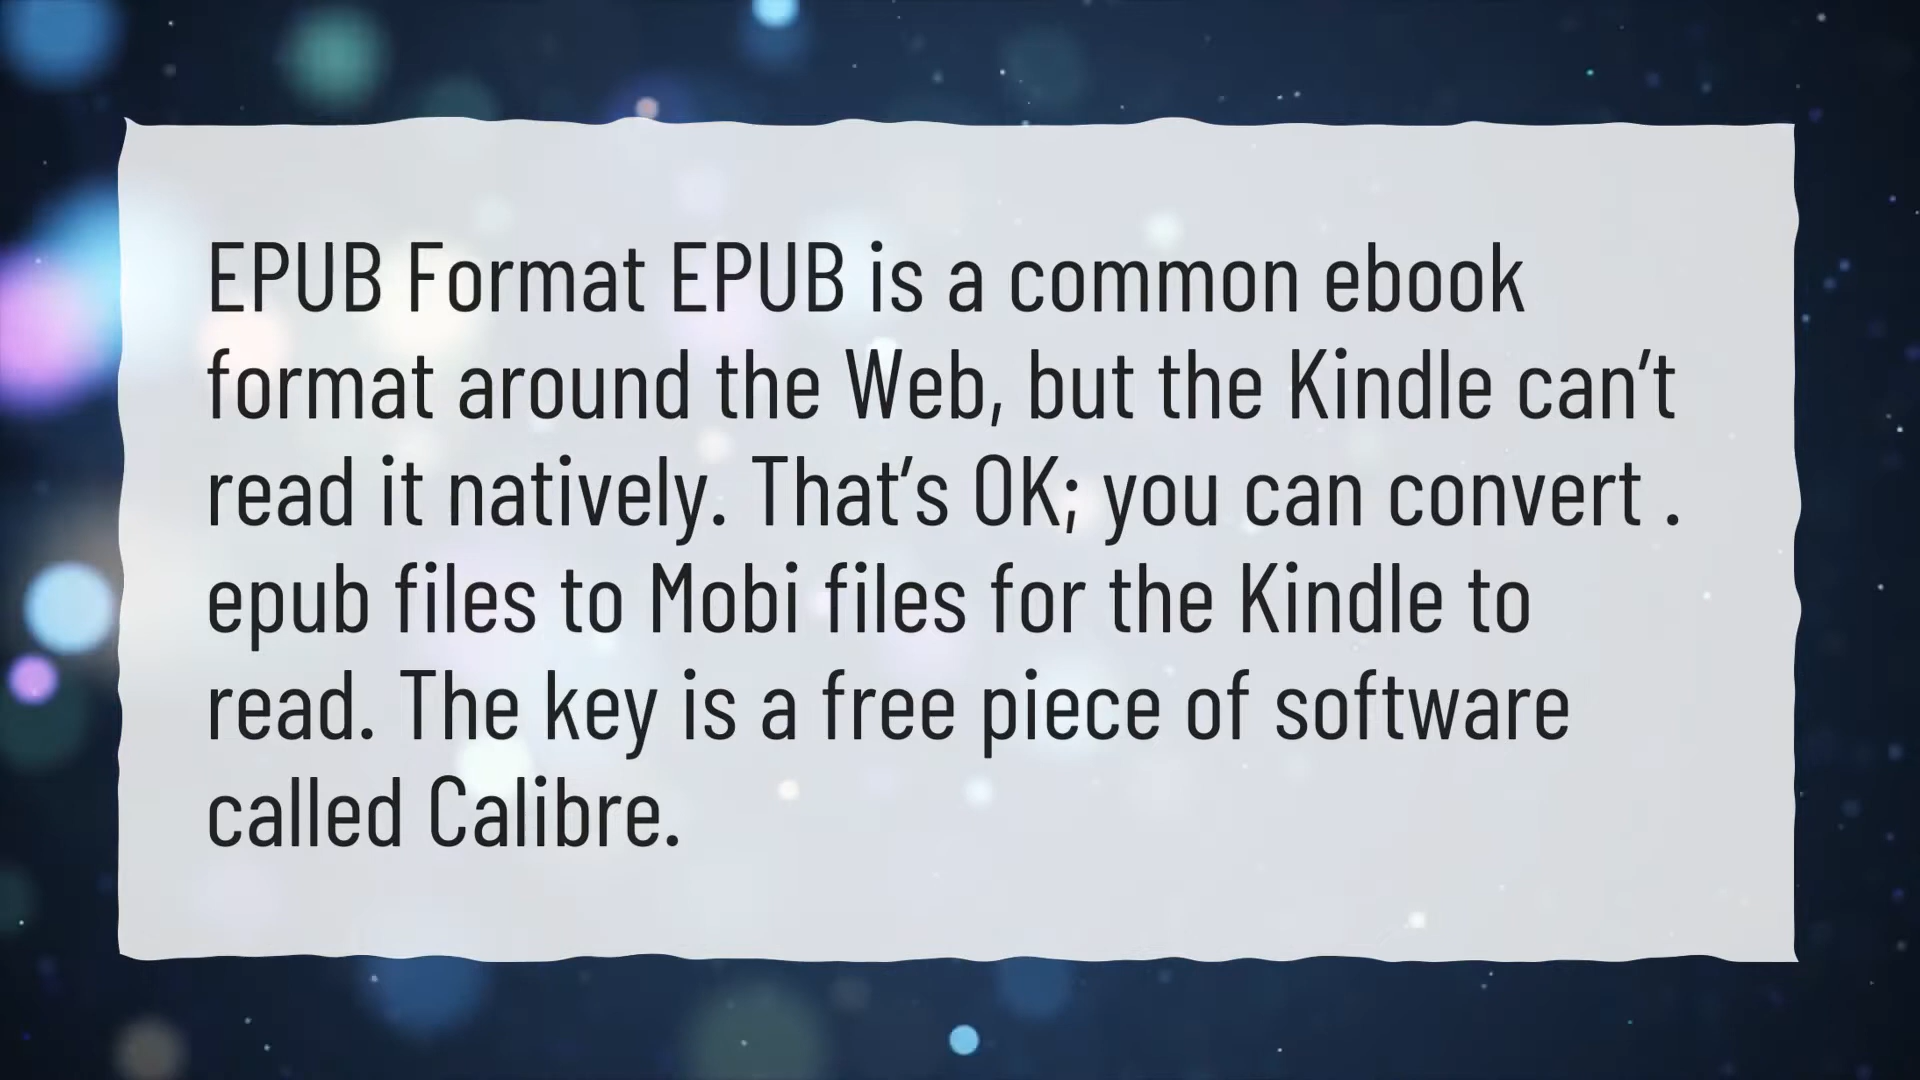 EPUB Format EPUB is a common ebook
format around the Web, but the Kindle can’t
read it natively. That’s OK; you can convert .
epub files to Mobi files for the Kindle to
read. The key is a free piece of software
called Calibre.